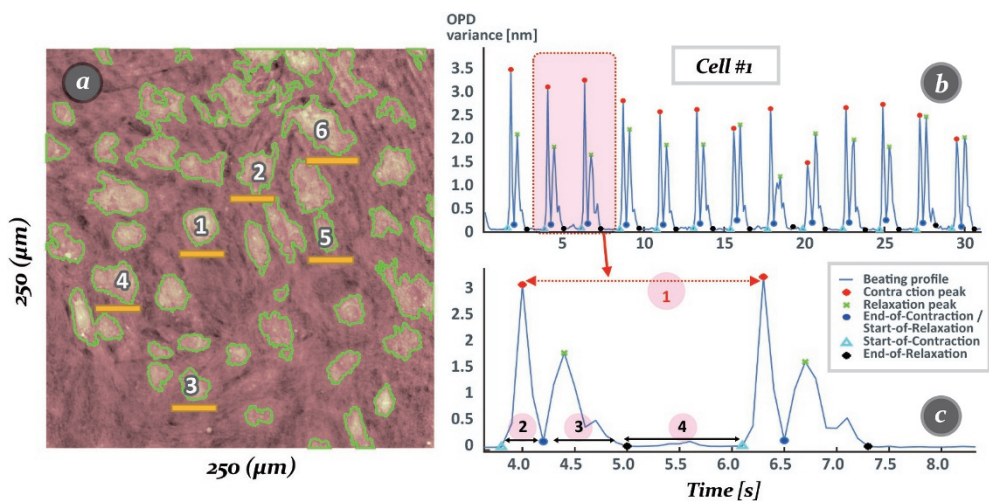 a
6
2
1
5
4
3
250 (μm)
250 (μm)
OPD
variance [nm]
Cell #1
b
3.5
3.0
2.5
2.0
1.5
1.0
0.5
0
5
10
15
20
25
30
3
2.5
2
1.5
1
0.5
0
1
2
3
4
Beating profile
Contra ction peak
Relaxation peak
End-of-Contraction /
Start-of-Relaxation
Start-of-Contraction
End-of-Relaxation
c
4.0
4.5
5.0
5.5
6.0
6.5
7.0
7.5
8.0
Time [s]